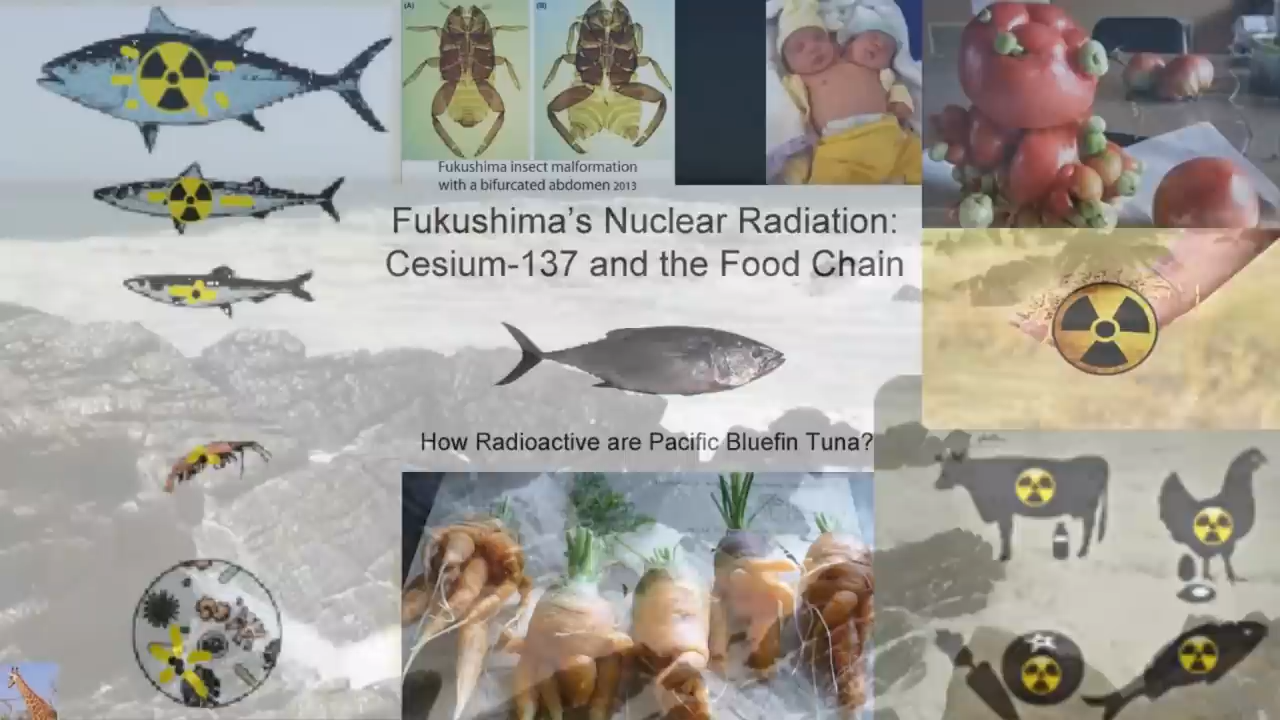 (A)
(B)
Fukushima insect malformation
with a bifurcated abdomen 2013
Fukushima’s Nuclear Radiation:
Cesium-137 and the Food Chain
How Radioactive are Pacific Bluefin Tuna?